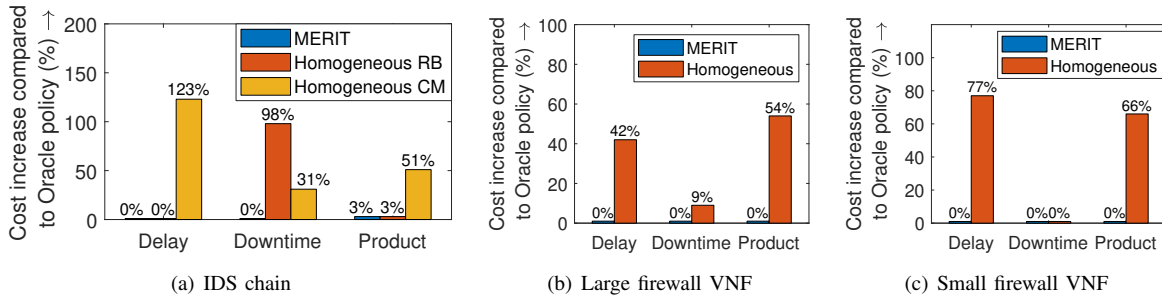 Cost increase compared
to Oracle policy (%) →
200
150
100
50
0
MERIT
Homogeneous RB
Homogeneous CM
0%
0%
123%
0%
98%
31%
3%
3%
51%
Delay
Downtime
Product
(a) IDS chain
Cost increase compared
to Oracle policy (%) →
100
80
60
40
20
0
MERIT
Homogeneous
0%
42%
0%
9%
0%
54%
Delay
Downtime
Product
(b) Large firewall VNF
Cost increase compared
to Oracle policy (%) →
100
80
60
40
20
0
MERIT
Homogeneous
0%
77%
0%
0%
0%
66%
Delay
Downtime
Product
(c) Small firewall VNF